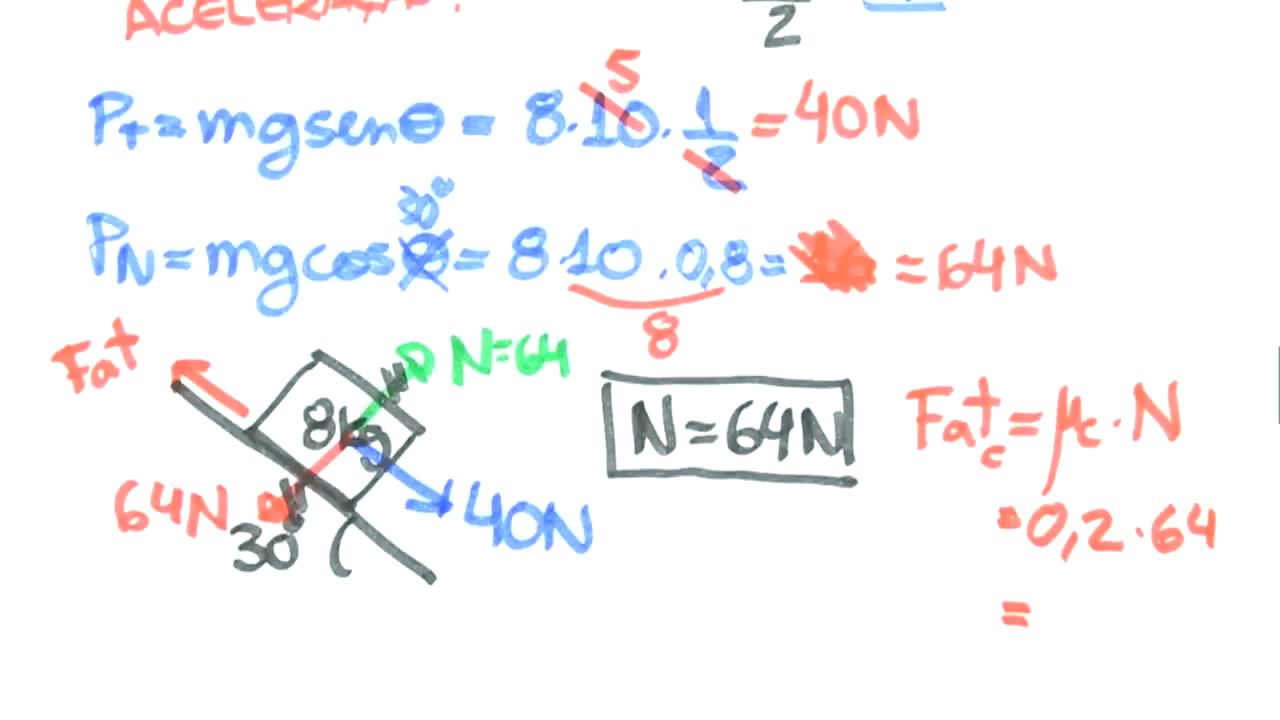 ACELERAÇÃO.
2
5
Pt = mgsenθ = 8.10.1/2 = 40N
30°
PN = mgcosθ = 8.10.0,8 = = 64N
8
Fat
N=64
8kg
N=64N
Fatc = μc.N
64N
40N
= 0,2.64
30
=